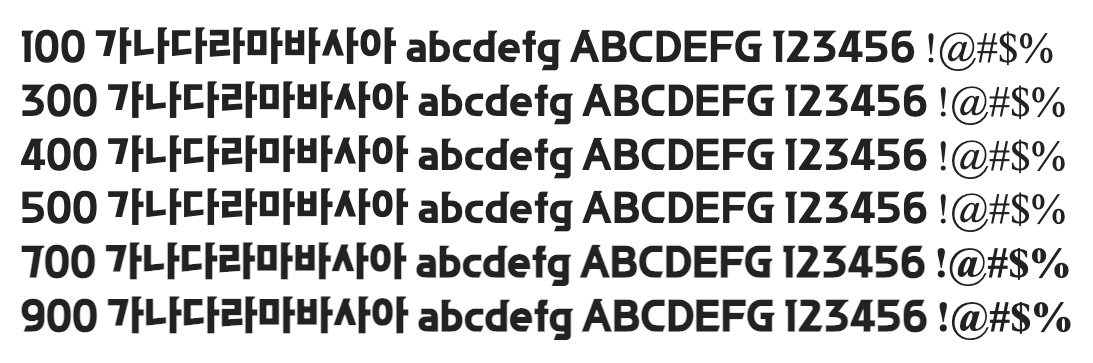 100 가나다라마바사아 abcdefg ABCDEFG 123456 !@#$%
300 가나다라마바사아 abcdefg ABCDEFG 123456 !@#$%
400 가나다라마바사아 abcdefg ABCDEFG 123456 !@#$%
500 가나다라마바사아 abcdefg ABCDEFG 123456 !@#$%
700 가나다라마바사아 abcdefg ABCDEFG 123456 !@#$%
900 가나다라마바사아 abcdefg ABCDEFG 123456 !@#$%